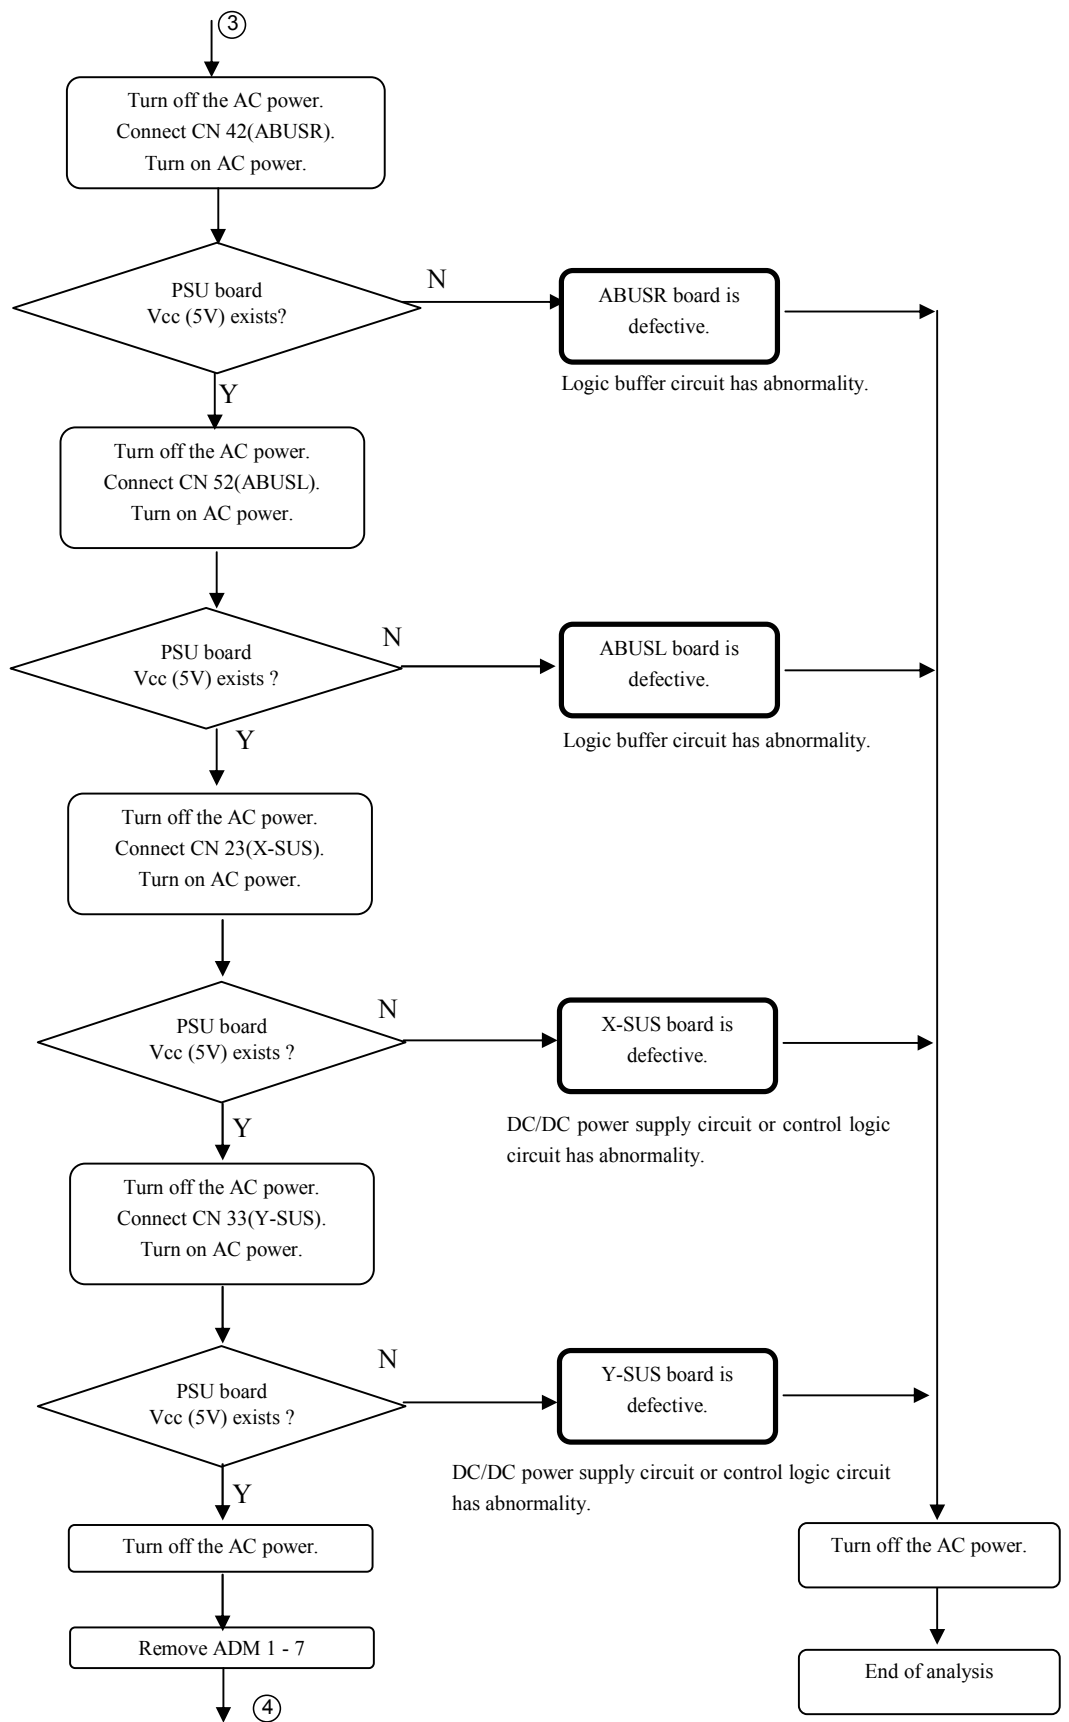 3
Turn off the AC power.
Connect CN 42(ABUSR).
Turn on AC power.
PSU board
Vcc (5V) exists?
N
ABUSR board is
defective.
Logic buffer circuit has abnormality.
Y
Turn off the AC power.
Connect CN 52(ABUSL).
Turn on AC power.
PSU board
Vcc (5V) exists ?
N
ABUSL board is
defective.
Logic buffer circuit has abnormality.
Y
Turn off the AC power.
Connect CN 23(X-SUS).
Turn on AC power.
PSU board
Vcc (5V) exists ?
N
X-SUS board is
defective.
DC/DC power supply circuit or control logic
circuit has abnormality.
Y
Turn off the AC power.
Connect CN 33(Y-SUS).
Turn on AC power.
PSU board
Vcc (5V) exists ?
N
Y-SUS board is
defective.
DC/DC power supply circuit or control logic circuit
has abnormality.
Y
Turn off the AC power.
Remove ADM 1 - 7
4
Turn off the AC power.
End of analysis